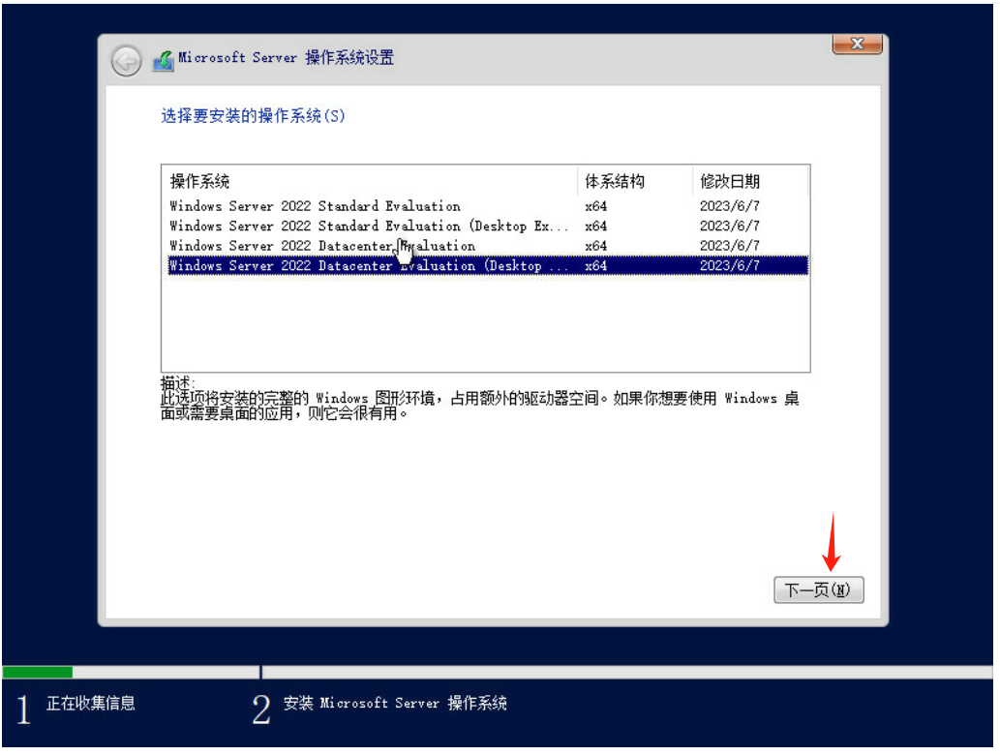 Microsoft Server 操作系统设置
选择要安装的操作系统(S)
操作系统 体系结构 修改日期
Windows Server 2022 Standard Evaluation x64 2023/6/7
Windows Server 2022 Standard Evaluation (Desktop Ex... x64 2023/6/7
Windows Server 2022 Datacenter Evaluation x64 2023/6/7
Windows Server 2022 Datacenter Evaluation (Desktop ... x64 2023/6/7
描述:
此选项将安装的完整的 Windows 图形环境，占用额外的驱动器空间。如果你想要使用 Windows 桌
面或需要桌面的应用，则它会很有用。
下一页(N)
1 正在收集信息 2 安装 Microsoft Server 操作系统